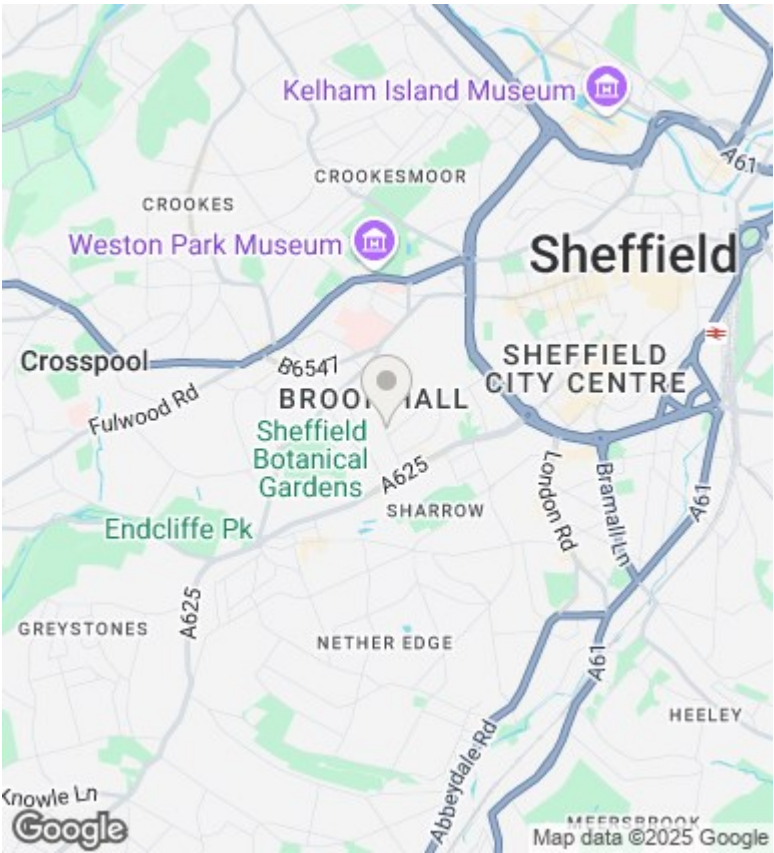 Kelham Island Museum
A61
CROOKESMOOR
CROOKES
Weston Park Museum
Sheffield
Crosspool
B6547
SHEFFIELD
CITY CENTRE
Fulwood Rd
Sheffield
Botanical
Gardens
A625
London Rd
Bramall Ln
A61
SHARROW
Endcliffe Pk
A625
GREYSTONES
NETHER EDGE
A61
HEELEY
Abbeydale Rd
Knowle Ln
MEERSBROOK
Google
Map data ©2025 Google